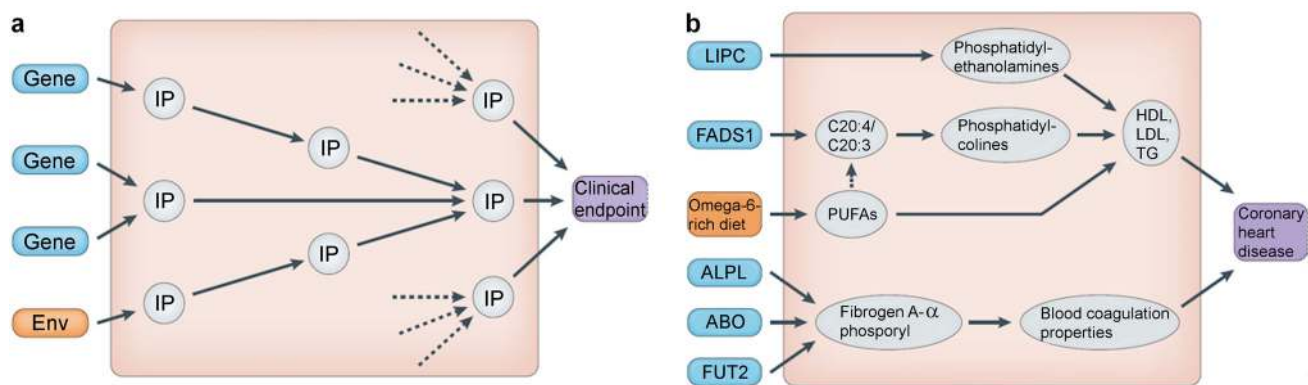 a
Gene
Gene
Gene
Env
IP
IP
IP
IP
IP
IP
IP
IP
Clinical
endpoint
b
LIPC
FADS1
Omega-6-
rich diet
ALPL
ABO
FUT2
Phosphatidyl-
ethanolamines
C20:4/
C20:3
Phosphatidyl-
colines
HDL,
LDL,
TG
PUFAs
Fibrogen A-α
phosporyl
Blood coagulation
properties
Coronary
heart
disease